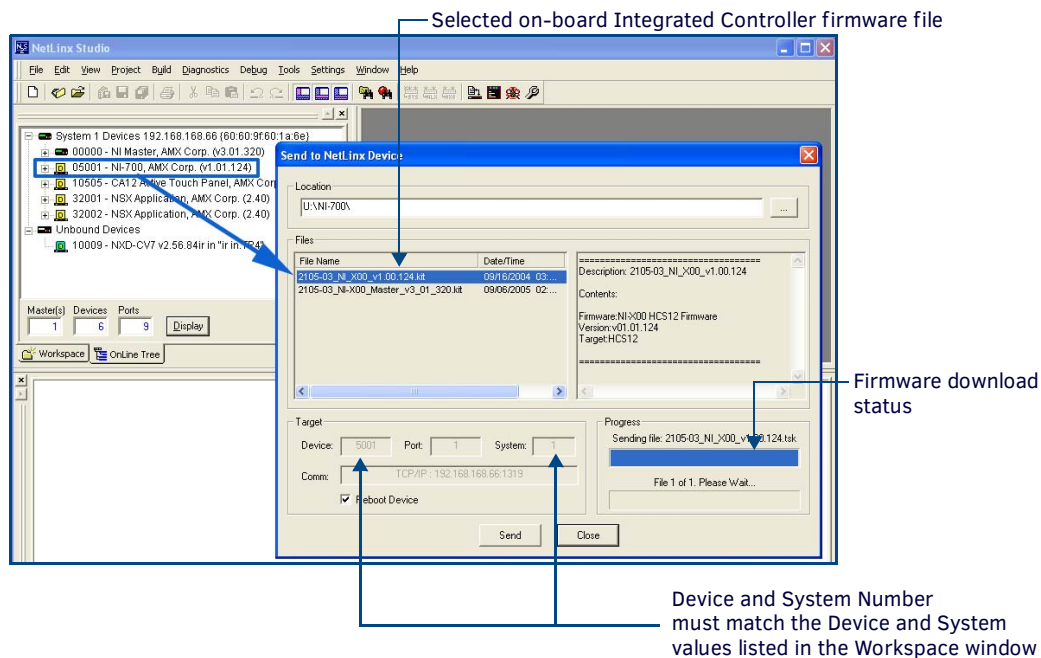 Selected on-board Integrated Controller firmware file
NetLinx Studio
File Edit View Project Build Diagnostics Debug Tools Settings Window Help
System 1 Devices 192.168.168.66 (60:60:9f:60:1a:6e)
00000 - NI Master, AMX Corp. (v3.01.320)
05001 - NI-700, AMX Corp. (v1.01.124)
10505 - CA12 Active Touch Panel, AMX Corp
32001 - NSX Application, AMX Corp. (2.40)
32002 - NSX Application, AMX Corp. (2.40)
Unbound Devices
10009 - NXD-CV7 v2.56.84ir in "ir in.TP4"
Master(s) Devices Ports
1 6 9 Display
Workspace OnLine Tree
Send to NetLinx Device
Location
U:\NI-700\
...
Files
File Name Date/Time
2105-03_NI_X00_v1.00.124.kit 09/16/2004 03:...
2105-03_NI-X00_Master_v3_01_320.kit 09/06/2005 02:...
====================================
Description: 2105-03_NI_X00_v1.00.124
Contents:
Firmware:NI-X00 HCS12 Firmware
Version:v01.01.124
Target:HCS12
====================================
Target
Device: 5001 Port: 1 System: 1
Comm: TCP/IP : 192.168.168.66:1319
Reboot Device
Progress
Sending file: 2105-03_NI_X00_v1.00.124.tsk
File 1 of 1. Please Wait...
Send Close
Firmware download
status
Device and System Number
must match the Device and System
values listed in the Workspace window